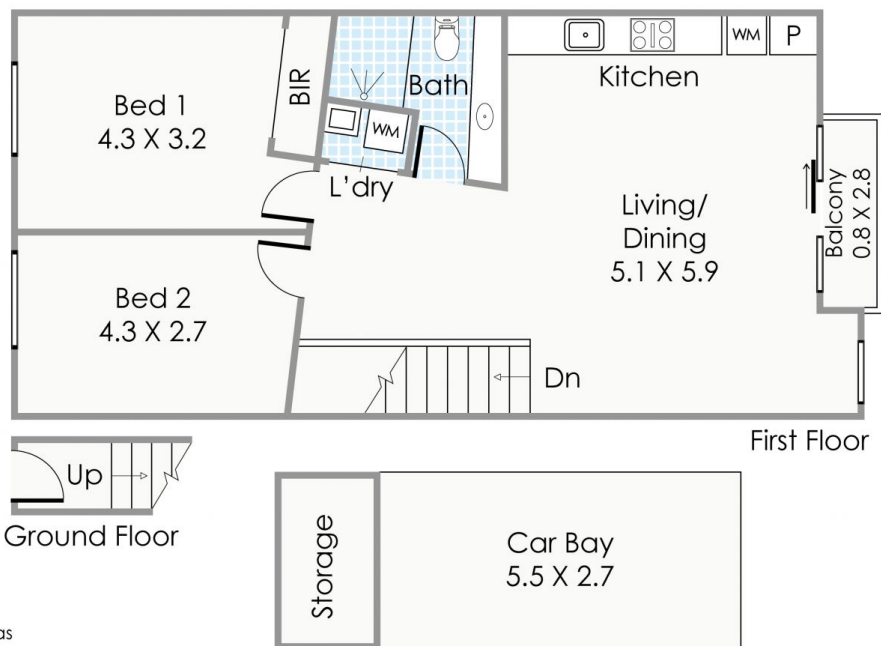 Bed 1
4.3 X 3.2
BIR
Bath
WM
L'dry
Kitchen
WM
P
Living/
Dining
5.1 X 5.9
Balcony
0.8 X 2.8
Bed 2
4.3 X 2.7
Dn
First Floor
Up
Ground Floor
Storage
Car Bay
5.5 X 2.7
as